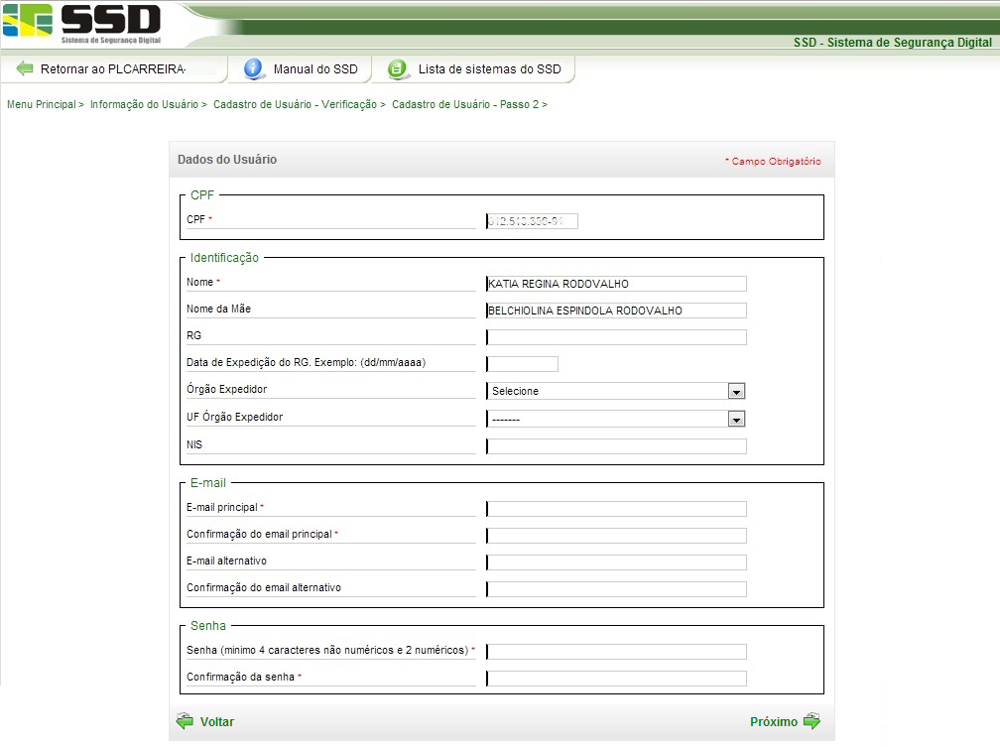 SSD
Sistema de Segurança Digital
SSD - Sistema de Segurança Digital
Retornar ao PLCARREIRA- Manual do SSD Lista de sistemas do SSD
Menu Principal > Informação do Usuário > Cadastro de Usuário - Verificação > Cadastro de Usuário - Passo 2 >
Dados do Usuário * Campo Obrigatório
CPF
CPF *
Identificação
Nome * KATIA REGINA RODOVALHO
Nome da Mãe BELCHIOLINA ESPINDOLA RODOVALHO
RG
Data de Expedição do RG. Exemplo: (dd/mm/aaaa)
Órgão Expedidor Selecione
UF Órgão Expedidor -------
NIS
E-mail
E-mail principal *
Confirmação do email principal *
E-mail alternativo
Confirmação do email alternativo
Senha
Senha (minimo 4 caracteres não numéricos e 2 numéricos) *
Confirmação da senha *
Voltar Próximo